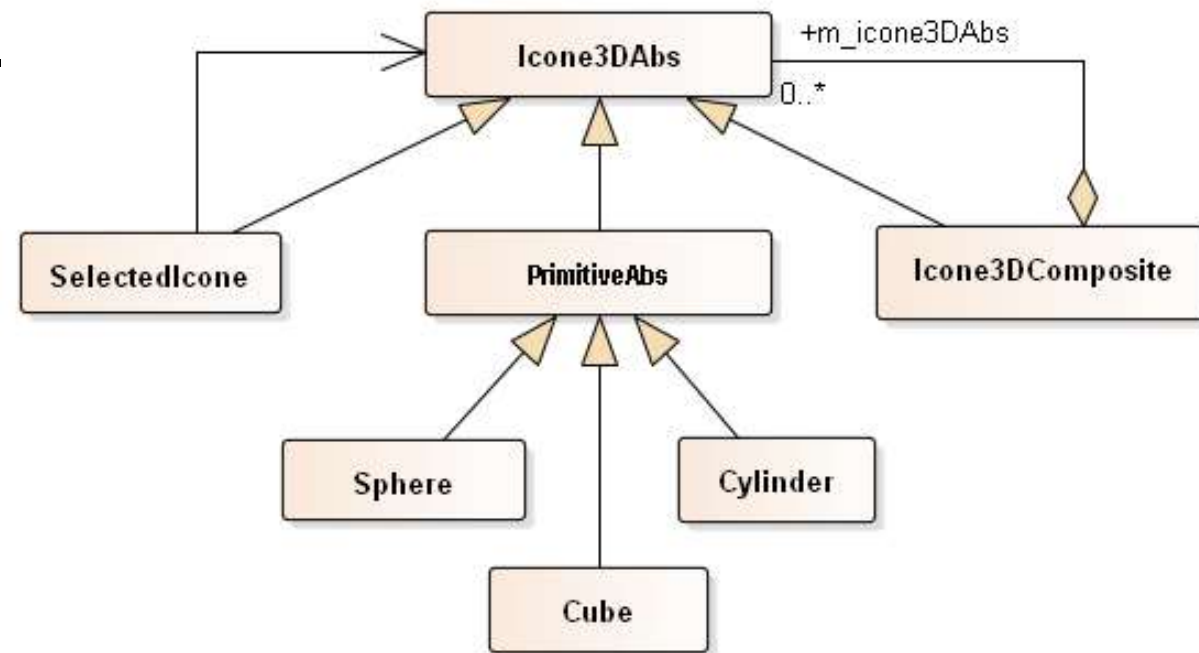 Icone3DAbs
+m_icone3DAbs
0..*
SelectedIcone
PrimitiveAbs
Icone3DComposite
Sphere
Cylinder
Cube